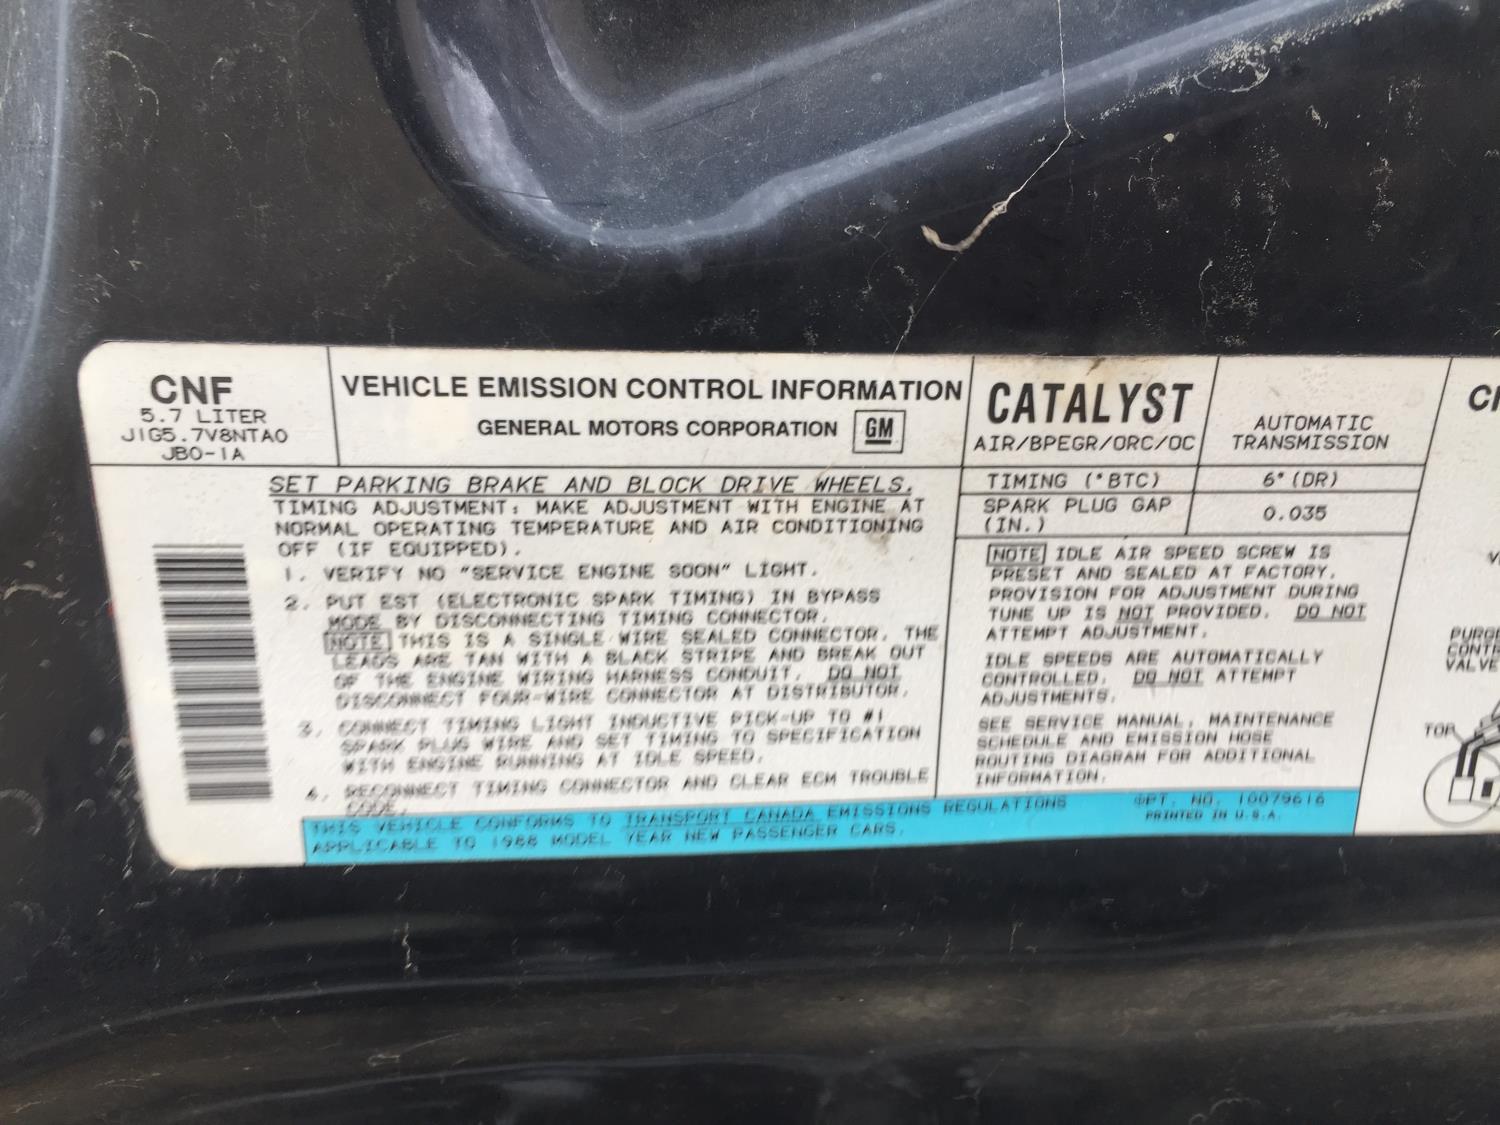 CNF
5.7 LITER
J1G5.7V8NTA0
JB0-1A
VEHICLE EMISSION CONTROL INFORMATION
GENERAL MOTORS CORPORATION GM
CATALYST
AIR/BPEGR/ORC/OC
AUTOMATIC
TRANSMISSION
TIMING (°BTC) 6°(DR)
SPARK PLUG GAP
(IN.) 0.035
SET PARKING BRAKE AND BLOCK DRIVE WHEELS.
TIMING ADJUSTMENT: MAKE ADJUSTMENT WITH ENGINE AT
NORMAL OPERATING TEMPERATURE AND AIR CONDITIONING
OFF (IF EQUIPPED).
1. VERIFY NO "SERVICE ENGINE SOON" LIGHT.
2. PUT EST (ELECTRONIC SPARK TIMING) IN BYPASS
MODE BY DISCONNECTING TIMING CONNECTOR.
NOTE THIS IS A SINGLE WIRE SEALED CONNECTOR. THE
LEADS ARE TAN WITH A BLACK STRIPE AND BREAK OUT
OF THE ENGINE WIRING HARNESS CONDUIT. DO NOT
DISCONNECT FOUR-WIRE CONNECTOR AT DISTRIBUTOR.
3. CONNECT TIMING LIGHT INDUCTIVE PICK-UP TO #1
SPARK PLUG WIRE AND SET TIMING TO SPECIFICATION
WITH ENGINE RUNNING AT IDLE SPEED.
4. RECONNECT TIMING CONNECTOR AND CLEAR ECM TROUBLE
CODE.
NOTE IDLE AIR SPEED SCREW IS
PRESET AND SEALED AT FACTORY.
PROVISION FOR ADJUSTMENT DURING
TUNE UP IS NOT PROVIDED. DO NOT
ATTEMPT ADJUSTMENT.
IDLE SPEEDS ARE AUTOMATICALLY
CONTROLLED. DO NOT ATTEMPT
ADJUSTMENTS.
SEE SERVICE MANUAL, MAINTENANCE
SCHEDULE AND EMISSION HOSE
ROUTING DIAGRAM FOR ADDITIONAL
INFORMATION.
THIS VEHICLE CONFORMS TO TRANSPORT CANADA EMISSIONS REGULATIONS
APPLICABLE TO 1988 MODEL YEAR NEW PASSENGER CARS.
PT. NO. 10079616
PRINTED IN U.S.A.
PURGE
VALVE
TOP